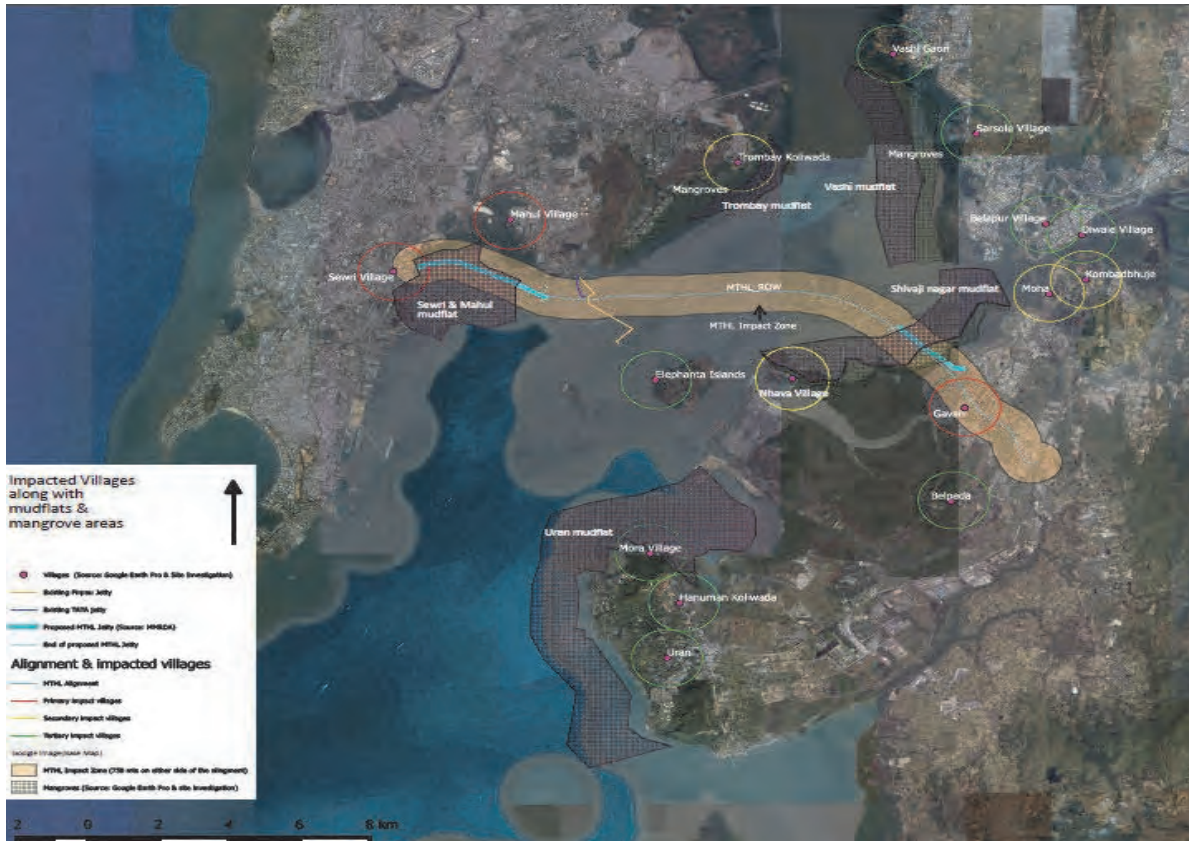 Vashi Gaon
Sarsole Village
Trombay Koliwada
Mangroves
Mangroves
Vashi mudflat
Trombay mudflat
Mahul Village
Belapur Village
Diwale Village
Sewri Village
Kombadbhuje
Moha
Shivaji nagar mudflat
MTHL_ROW
Sewri & Mahul
mudflat
MTHL Impact Zone
Elephanta Islands
Nhava Village
Gavan
Belpada
Uran mudflat
Mora Village
Hanuman Koliwada
Uran
Impacted Villages
along with
mudflats &
mangrove areas
Villages (Source: Google Earth Pro & Site Investigation)
Existing Pirpau Jetty
Existing TATA Jetty
Proposed MTHL Jetty (Source: MMRDA)
End of proposed MTHL Jetty
Alignment & impacted villages
MTHL Alignment
Primary impact villages
Secondary impact villages
Tertiary impact villages
Google Image(Base Map)
MTHL Impact Zone (750 mts on either side of the alingment)
Mangroves (Source: Google Earth Pro & site Investigation)
2 0 2 4 6 8 km